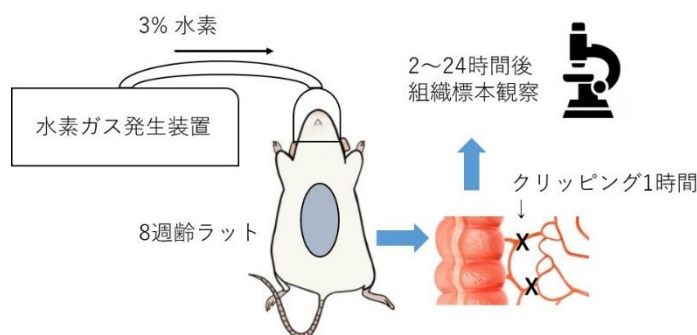 3% 水素
2～24時間後
組織標本観察
水素ガス発生装置
クリッピング1時間
↓
8週齢ラット
X
X